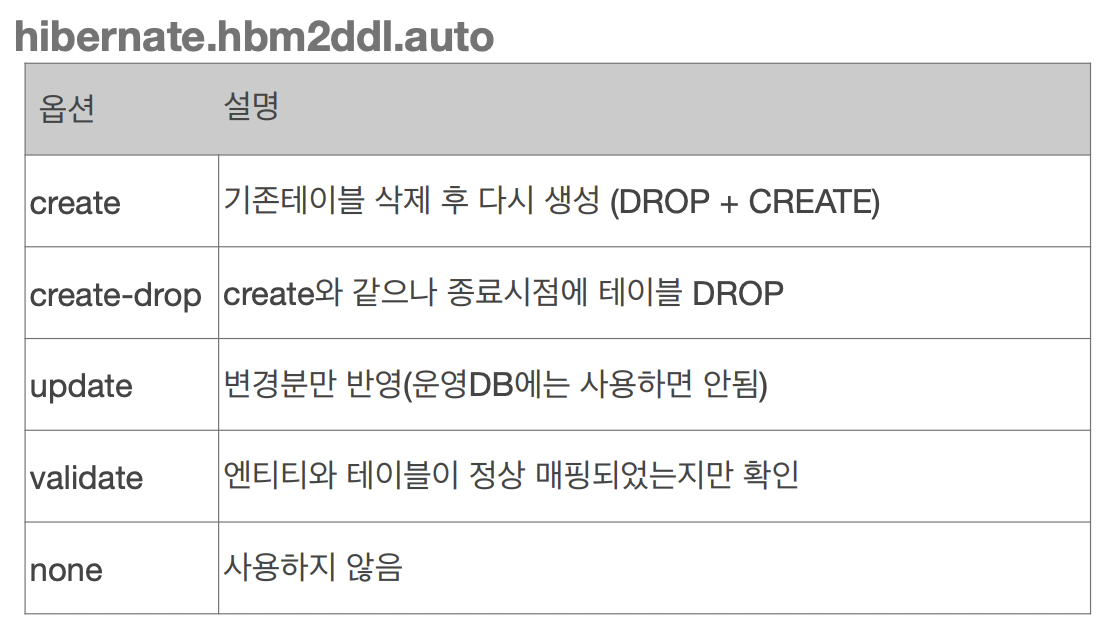 hibernate.hbm2ddl.auto
옵션 설명
create 기존테이블 삭제 후 다시 생성 (DROP + CREATE)
create-drop create와 같으나 종료시점에 테이블 DROP
update 변경분만 반영(운영DB에는 사용하면 안됨)
validate 엔티티와 테이블이 정상 매핑되었는지만 확인
none 사용하지 않음